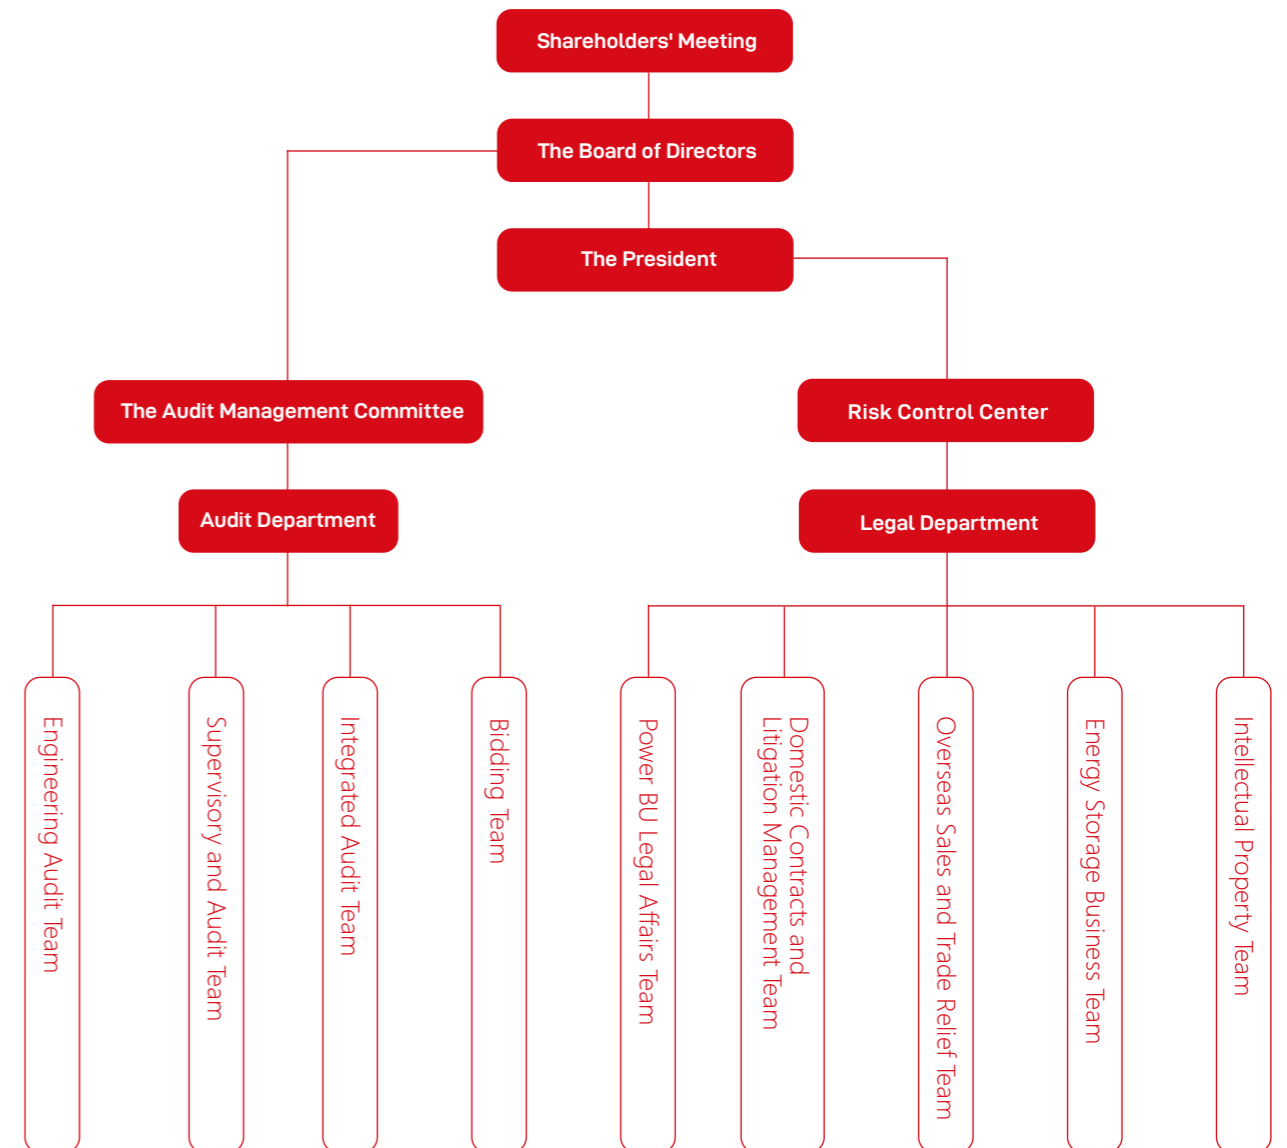 Shareholders' Meeting
The Board of Directors
The President
The Audit Management Committee
Risk Control Center
Audit Department
Legal Department
Engineering Audit Team
Supervisory and Audit Team
Integrated Audit Team
Bidding Team
Power BU Legal Affairs Team
Domestic Contracts and
Litigation Management Team
Overseas Sales and Trade Relief Team
Energy Storage Business Team
Intellectual Property Team